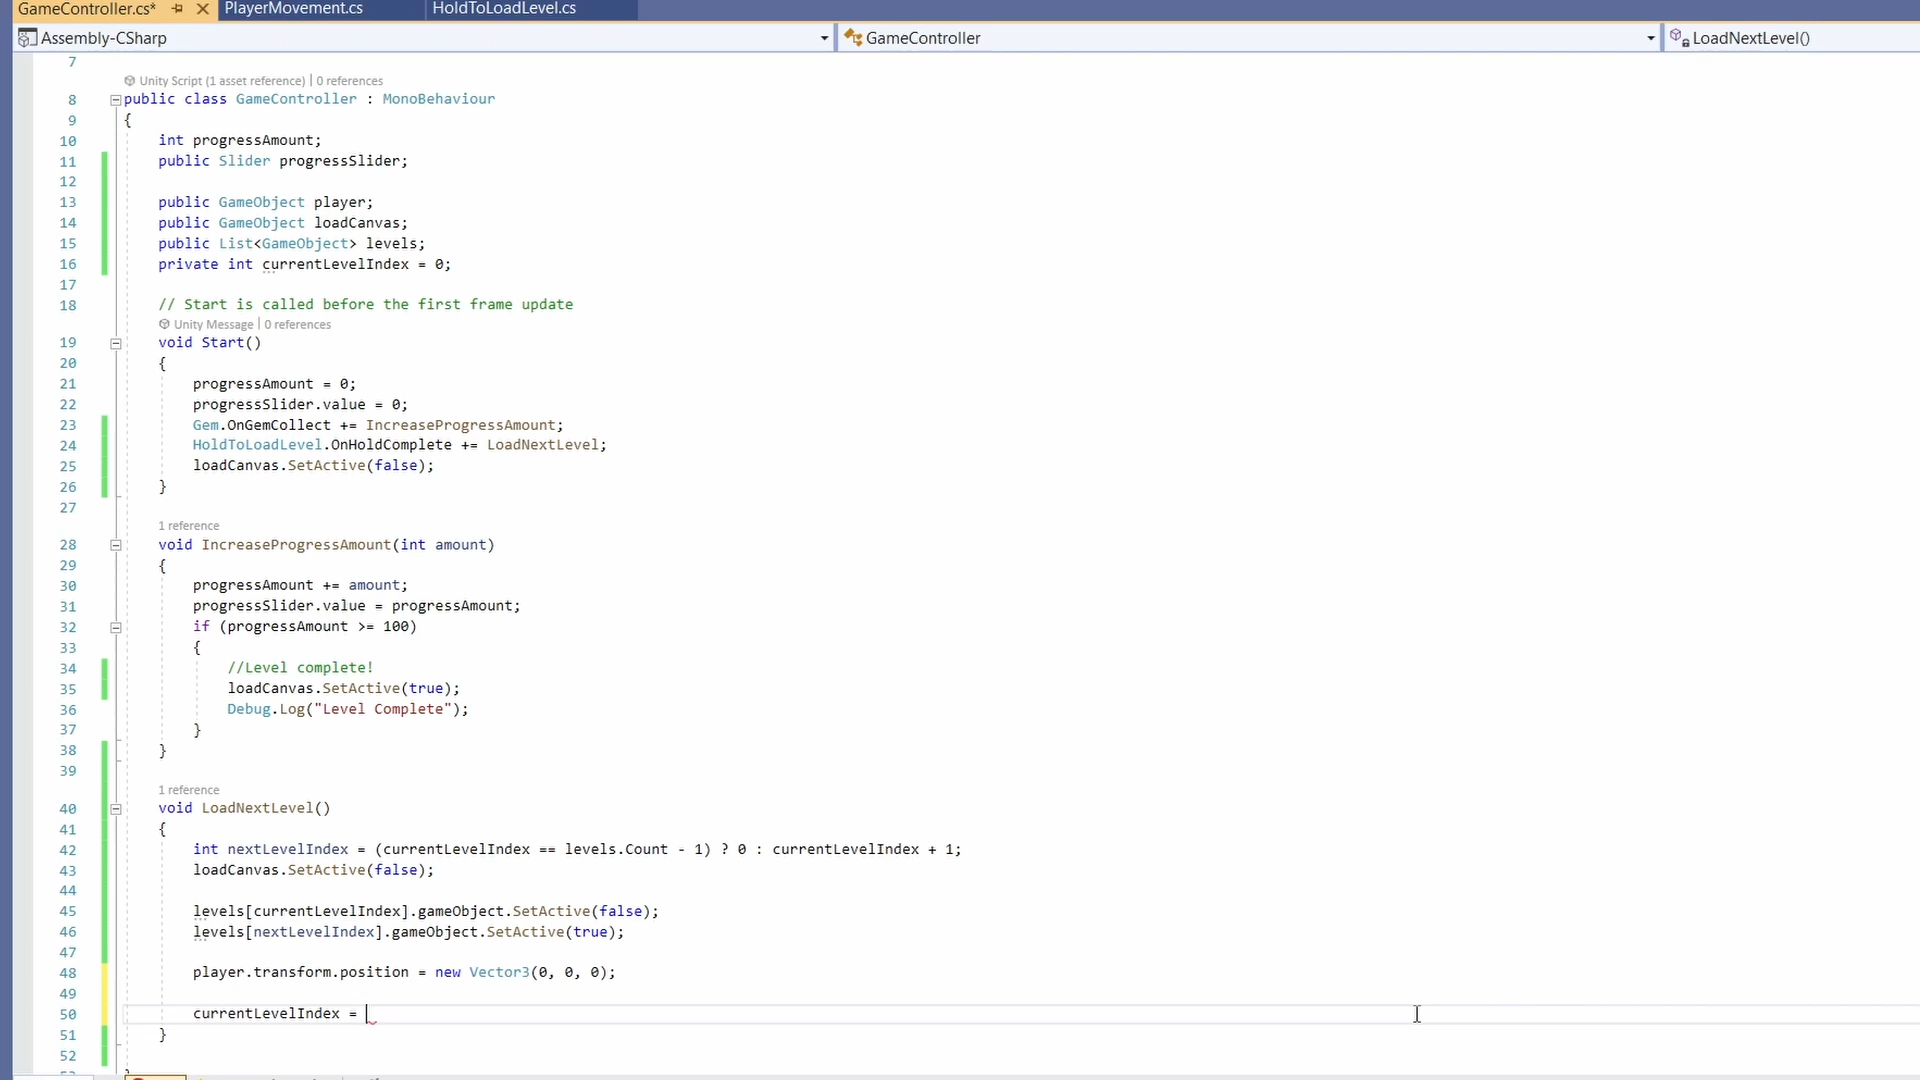 GameController.cs* PlayerMovement.cs HoldToLoadLevel.cs
Assembly-CSharp GameController LoadNextLevel()
7
Unity Script (1 asset reference) | 0 references
8 public class GameController : MonoBehaviour
9 {
10 int progressAmount;
11 public Slider progressSlider;
12
13 public GameObject player;
14 public GameObject loadCanvas;
15 public List<GameObject> levels;
16 private int currentLevelIndex = 0;
17
18 // Start is called before the first frame update
Unity Message | 0 references
19 void Start()
20 {
21 progressAmount = 0;
22 progressSlider.value = 0;
23 Gem.OnGemCollect += IncreaseProgressAmount;
24 HoldToLoadLevel.OnHoldComplete += LoadNextLevel;
25 loadCanvas.SetActive(false);
26 }
27
1 reference
28 void IncreaseProgressAmount(int amount)
29 {
30 progressAmount += amount;
31 progressSlider.value = progressAmount;
32 if (progressAmount >= 100)
33 {
34 //Level complete!
35 loadCanvas.SetActive(true);
36 Debug.Log("Level Complete");
37 }
38 }
39
1 reference
40 void LoadNextLevel()
41 {
42 int nextLevelIndex = (currentLevelIndex == levels.Count - 1) ? 0 : currentLevelIndex + 1;
43 loadCanvas.SetActive(false);
44
45 levels[currentLevelIndex].gameObject.SetActive(false);
46 levels[nextLevelIndex].gameObject.SetActive(true);
47
48 player.transform.position = new Vector3(0, 0, 0);
49
50 currentLevelIndex =
51 }
52